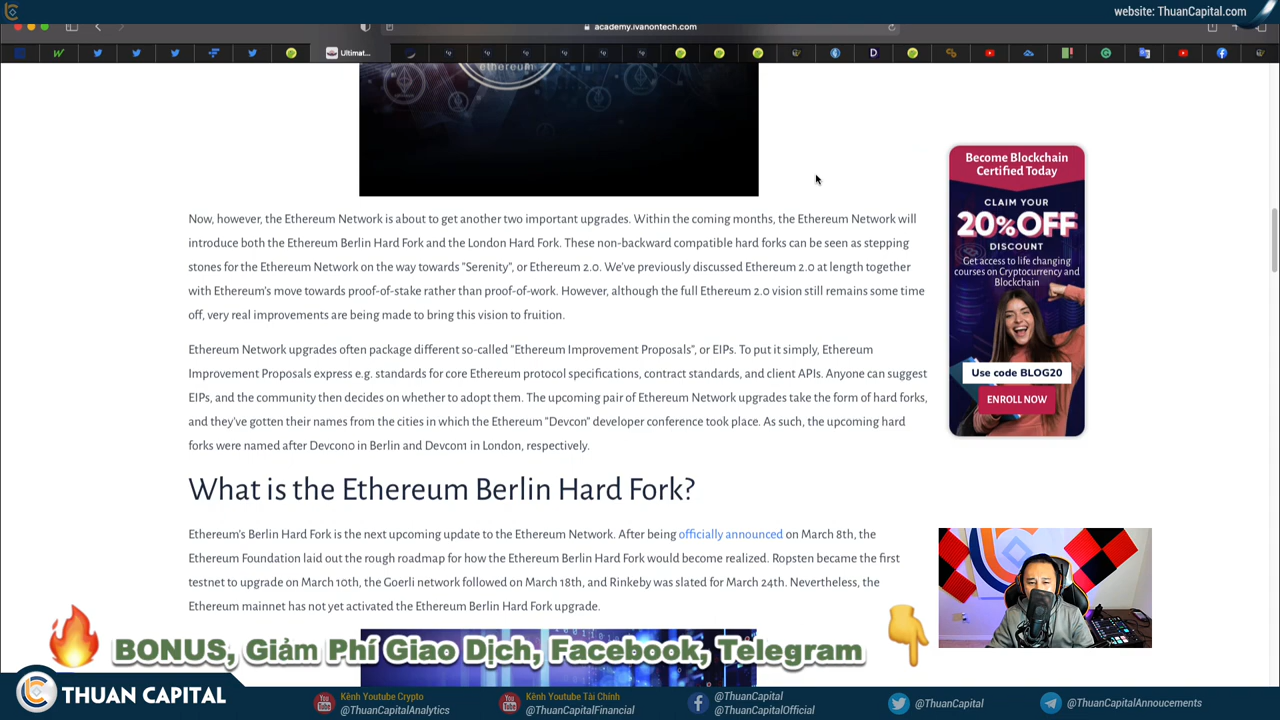 website: ThuanCapital.com
academy.ivanontech.com
Ultimat...
ethereum
Become Blockchain
Certified Today
CLAIM YOUR
20%OFF
DISCOUNT
Get access to life changing
courses on Cryptocurrency and
Blockchain
Use code BLOG20
ENROLL NOW
Now, however, the Ethereum Network is about to get another two important upgrades. Within the coming months, the Ethereum Network will
introduce both the Ethereum Berlin Hard Fork and the London Hard Fork. These non-backward compatible hard forks can be seen as stepping
stones for the Ethereum Network on the way towards "Serenity", or Ethereum 2.0. We've previously discussed Ethereum 2.0 at length together
with Ethereum's move towards proof-of-stake rather than proof-of-work. However, although the full Ethereum 2.0 vision still remains some time
off, very real improvements are being made to bring this vision to fruition.
Ethereum Network upgrades often package different so-called "Ethereum Improvement Proposals", or EIPs. To put it simply, Ethereum
Improvement Proposals express e.g. standards for core Ethereum protocol specifications, contract standards, and client APIs. Anyone can suggest
EIPs, and the community then decides on whether to adopt them. The upcoming pair of Ethereum Network upgrades take the form of hard forks,
and they've gotten their names from the cities in which the Ethereum "Devcon" developer conference took place. As such, the upcoming hard
forks were named after Devcon0 in Berlin and Devcon1 in London, respectively.
What is the Ethereum Berlin Hard Fork?
Ethereum's Berlin Hard Fork is the next upcoming update to the Ethereum Network. After being officially announced on March 8th, the
Ethereum Foundation laid out the rough roadmap for how the Ethereum Berlin Hard Fork would become realized. Ropsten became the first
testnet to upgrade on March 10th, the Goerli network followed on March 18th, and Rinkeby was slated for March 24th. Nevertheless, the
Ethereum mainnet has not yet activated the Ethereum Berlin Hard Fork upgrade.
BONUS, Giảm Phí Giao Dịch, Facebook, Telegram
THUAN CAPITAL
Kênh Youtube Crypto
@ThuanCapitalAnalytics
Kênh Youtube Tài Chính
@ThuanCapitalFinancial
@ThuanCapital
@ThuanCapitalOfficial
@ThuanCapital
@ThuanCapitalAnnoucements